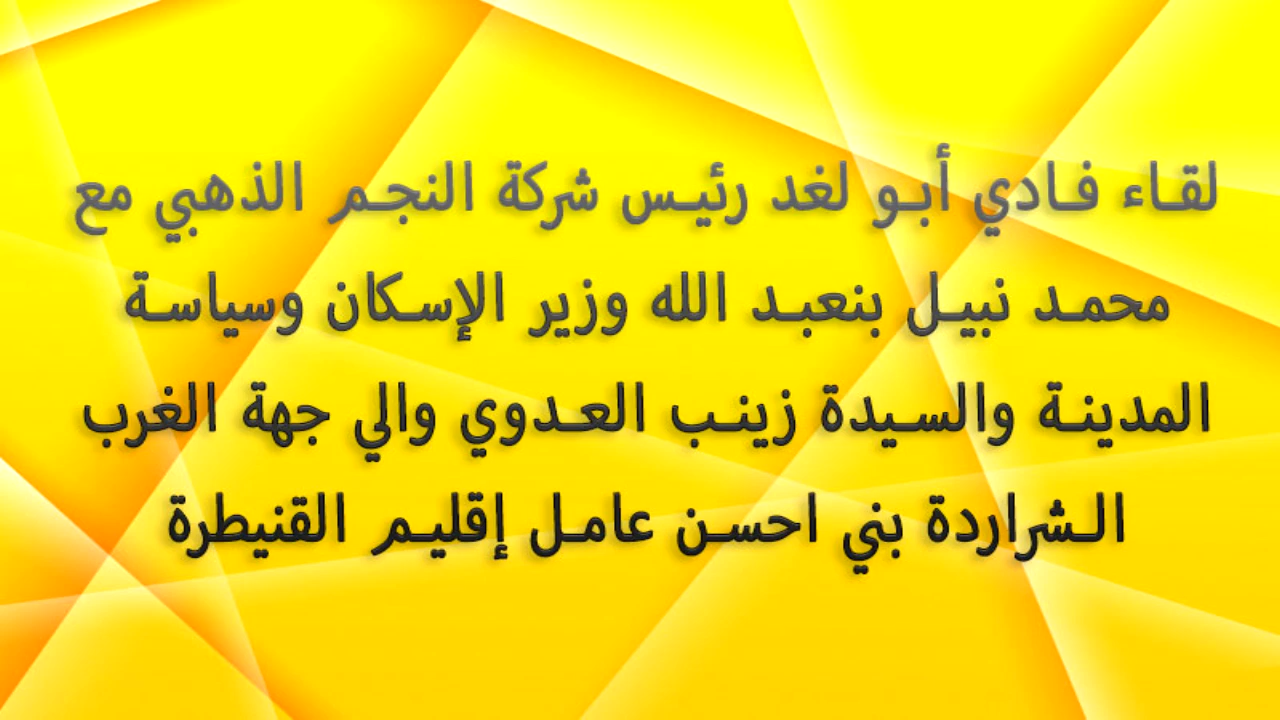 لقاء فادي أبو لغد رئيس شركة النجم الذهبي مع
محمد نبيل بنعبد الله وزير الإسكان وسياسة
المدينة والسيدة زينب العدوي والي جهة الغرب
الشراردة بني احسن عامل إقليم القنيطرة